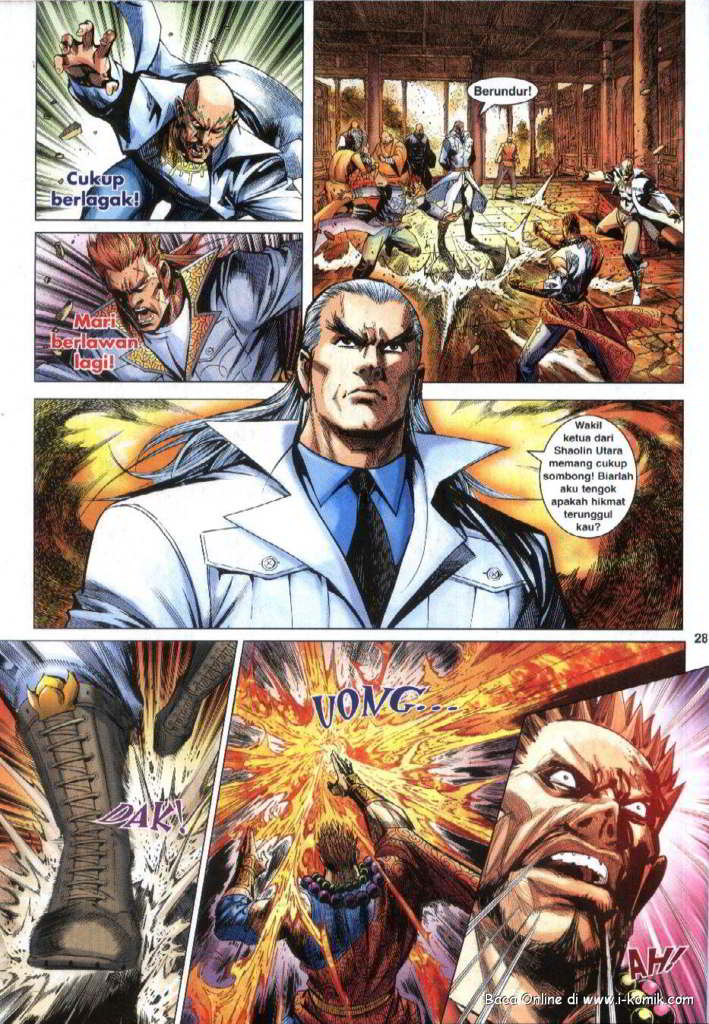 Cukup
berlagak!
Berundur!
Mari
berlawan
lagi!
Wakil
ketua dari
Shaolin Utara
memang cukup
sombong! Biarlah
aku tengok
apakah hikmat
terunggul
kau?
28
DAK!
UONG...
AH!
Baca Online di www.i-komik.com